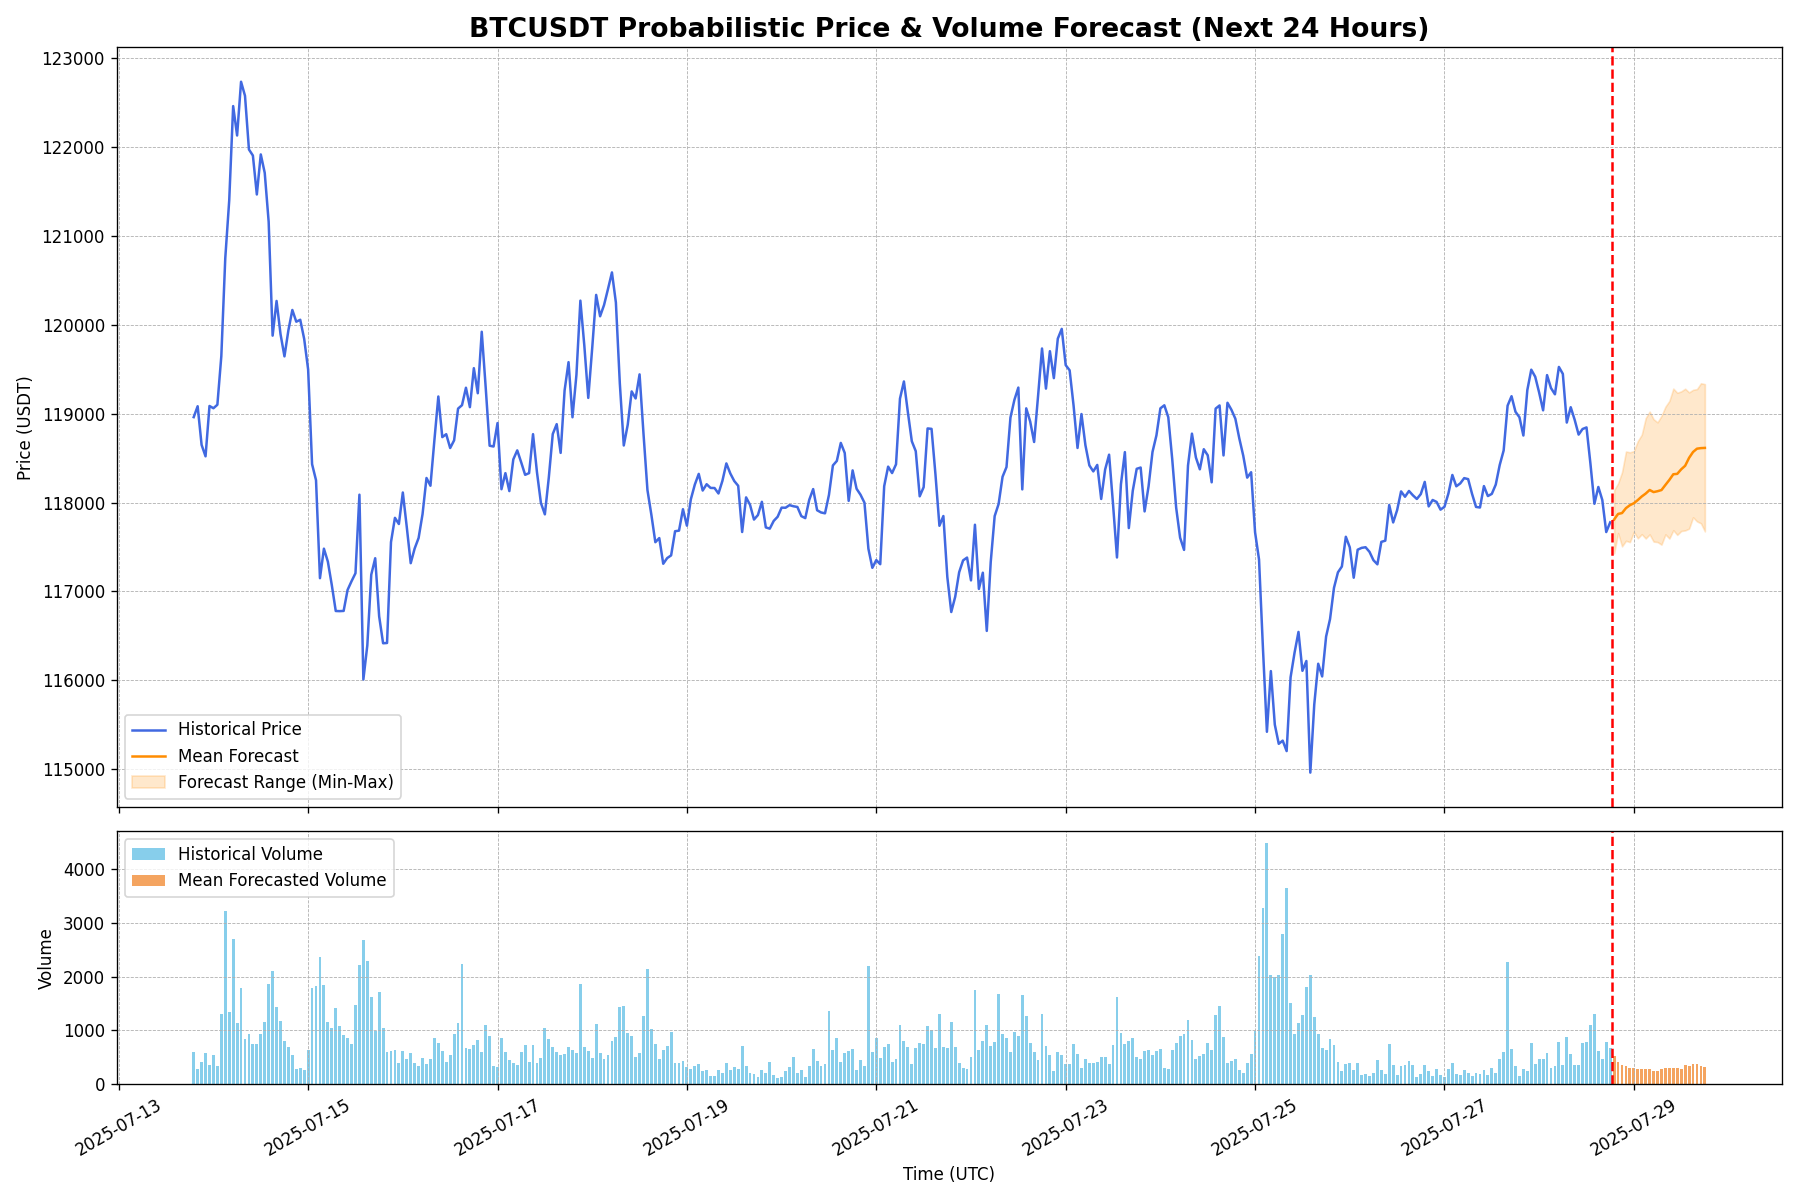 BTCUSDT Probabilistic Price & Volume Forecast (Next 24 Hours)
Price (USDT)
123000
122000
121000
120000
119000
118000
117000
116000
115000
Historical Price
Mean Forecast
Forecast Range (Min-Max)
Volume
4000
3000
2000
1000
0
Historical Volume
Mean Forecasted Volume
2025-07-13
2025-07-15
2025-07-17
2025-07-19
2025-07-21
2025-07-23
2025-07-25
2025-07-27
2025-07-29
Time (UTC)